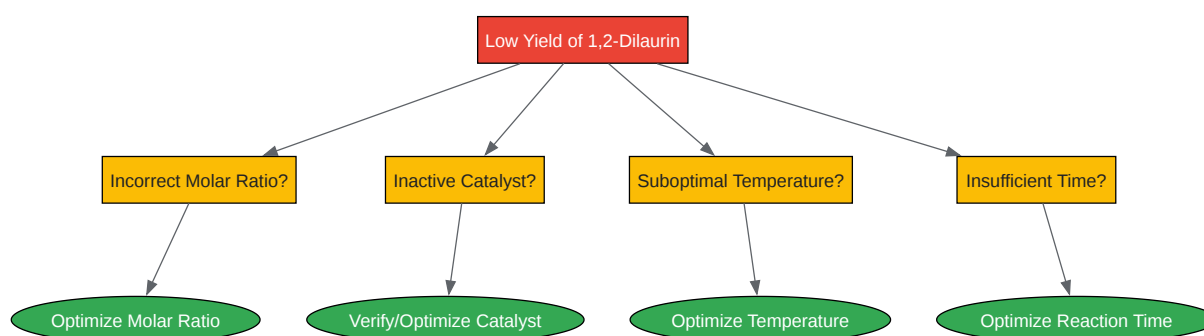 Low Yield of 1,2-Dilaurin
Incorrect Molar Ratio?
Inactive Catalyst?
Suboptimal Temperature?
Insufficient Time?
Optimize Molar Ratio
Verify/Optimize Catalyst
Optimize Temperature
Optimize Reaction Time